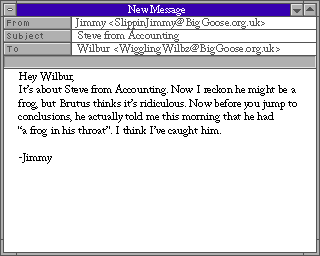 New Message
From Jimmy <SlippinJimmy@BigGoose.org.uk>
Subject Steve from Accounting
To Wilbur <WigglingWilbz@BigGoose.org.uk>
Hey Wilbur,
It's about Steve from Accounting. Now I reckon he might be a
frog, but Brutus thinks it's ridiculous. Now before you jump to
conclusions, he actually told me this morning that he had
“a frog in his throat”. I think I've caught him.
-Jimmy